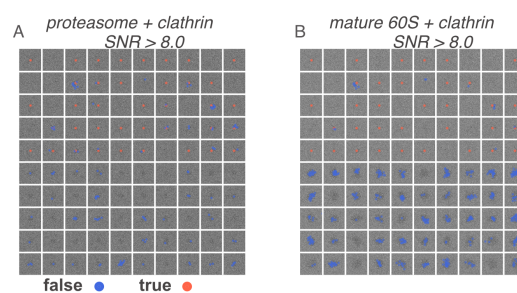 A
proteasome + clathrin
SNR > 8.0
B
mature 60S + clathrin
SNR > 8.0
false
true